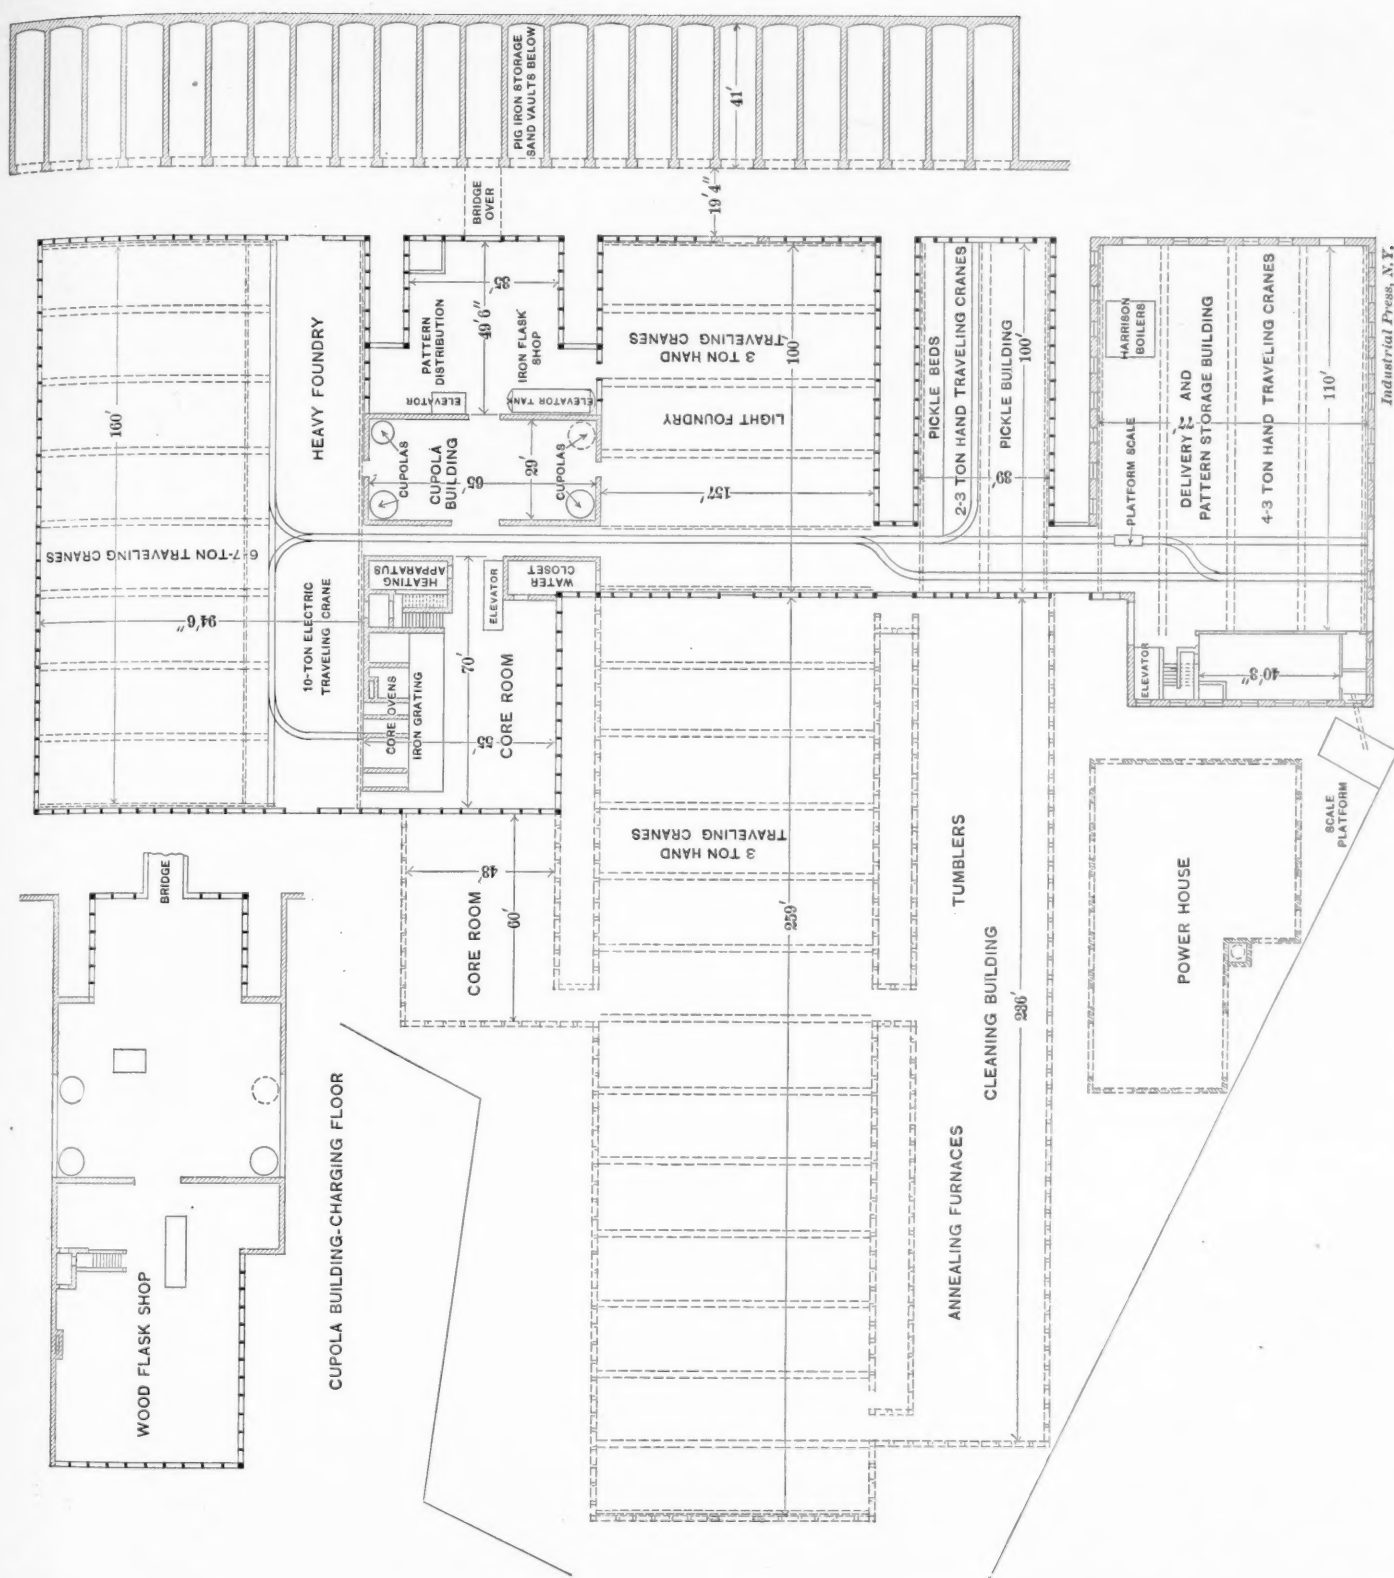 PIG IRON STORAGE
SAND VAULTS BELOW
41'
19'4"
BRIDGE
OVER
160'
HEAVY FOUNDRY
6-7-TON TRAVELING CRANES
94'6"
10-TON ELECTRIC
TRAVELING CRANE
PATTERN
DISTRIBUTION
49'6"
IRON FLASK
SHOP
ELEVATOR
ELEVATOR TANK
CUPOLAS
CUPOLA
BUILDING
29'
65'
CUPOLAS
HEATING
APPARATUS
ELEVATOR
WATER
CLOSET
70'
CORE OVENS
IRON GRATING
CORE ROOM
3 TON HAND
TRAVELING CRANES
100
LIGHT FOUNDRY
157'
PICKLE BEDS
2-3 TON HAND TRAVELING CRANES
PICKLE BUILDING
100'
HARRISON
BOILERS
PLATFORM SCALE
DELIVERY AND
PATTERN STORAGE BUILDING
4-3 TON HAND TRAVELING CRANES
110'
ELEVATOR
40'8"
SCALE
PLATFORM
POWER HOUSE
48'
60'
CORE ROOM
3 TON HAND
TRAVELING CRANES
259'
TUMBLERS
CLEANING BUILDING
286'
ANNEALING FURNACES
BRIDGE
WOOD FLASK SHOP
CUPOLA BUILDING-CHARGING FLOOR
Industrial Press, N.Y.